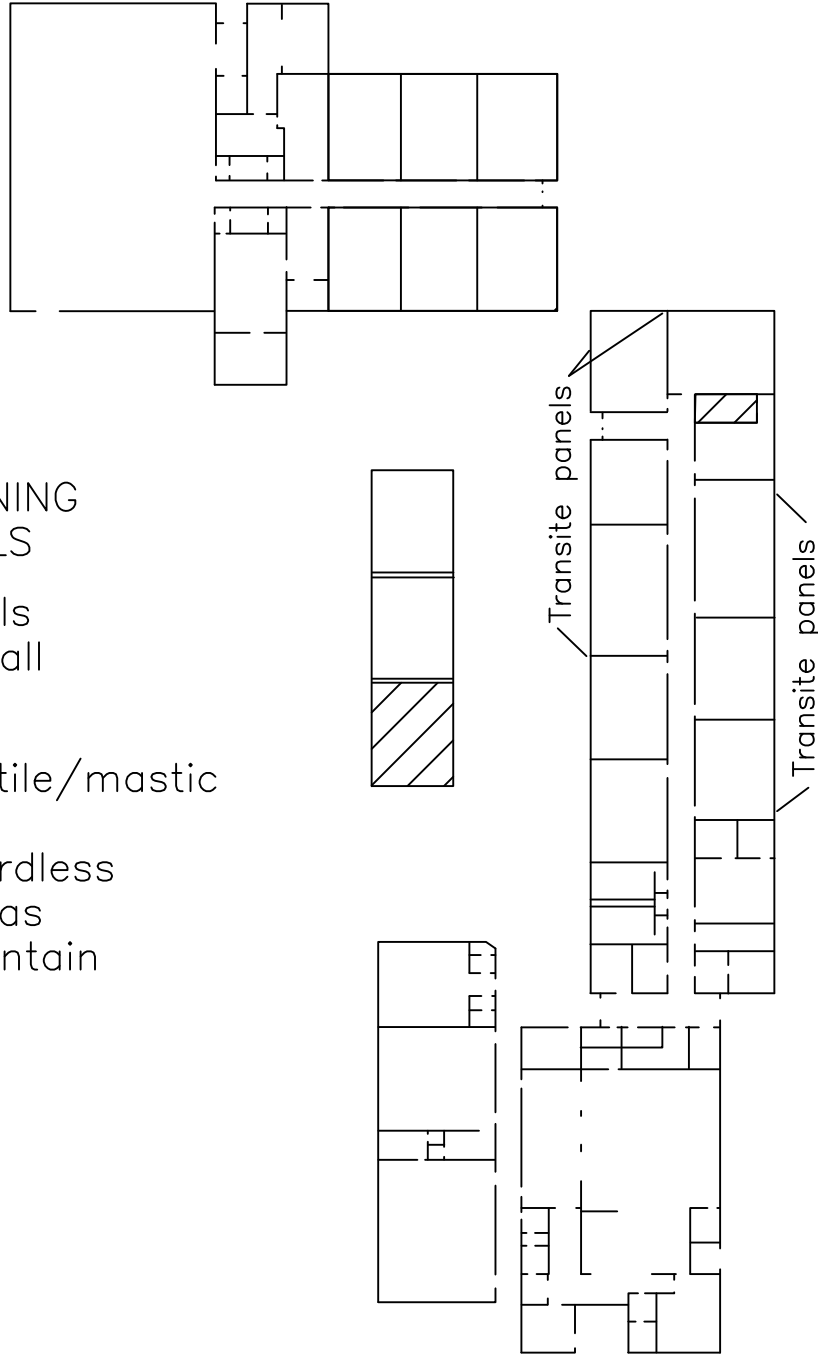 NING
LS
ls
all
tile/mastic
rdless
as
ntain
Transite panels
Transite panels